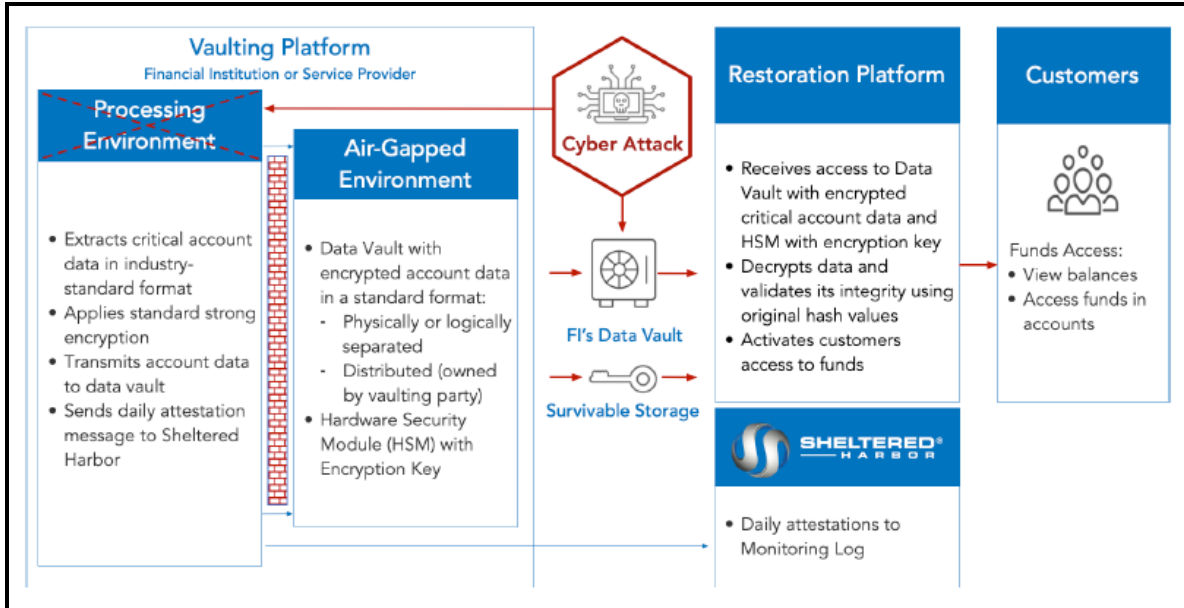 Vaulting Platform
Financial Institution or Service Provider
Processing
Environment
• Extracts critical account
data in industry-
standard format
• Applies standard strong
encryption
• Transmits account data
to data vault
• Sends daily attestation
message to Sheltered
Harbor
Air-Gapped
Environment
• Data Vault with
encrypted account data
in a standard format:
- Physically or logically
separated
- Distributed (owned
by vaulting party)
• Hardware Security
Module (HSM) with
Encryption Key
Cyber Attack
FI's Data Vault
Survivable Storage
Restoration Platform
• Receives access to Data
Vault with encrypted
critical account data and
HSM with encryption key
• Decrypts data and
validates its integrity using
original hash values
• Activates customers
access to funds
SHELTERED®
HARBOR
• Daily attestations to
Monitoring Log
Customers
Funds Access:
• View balances
• Access funds in
accounts